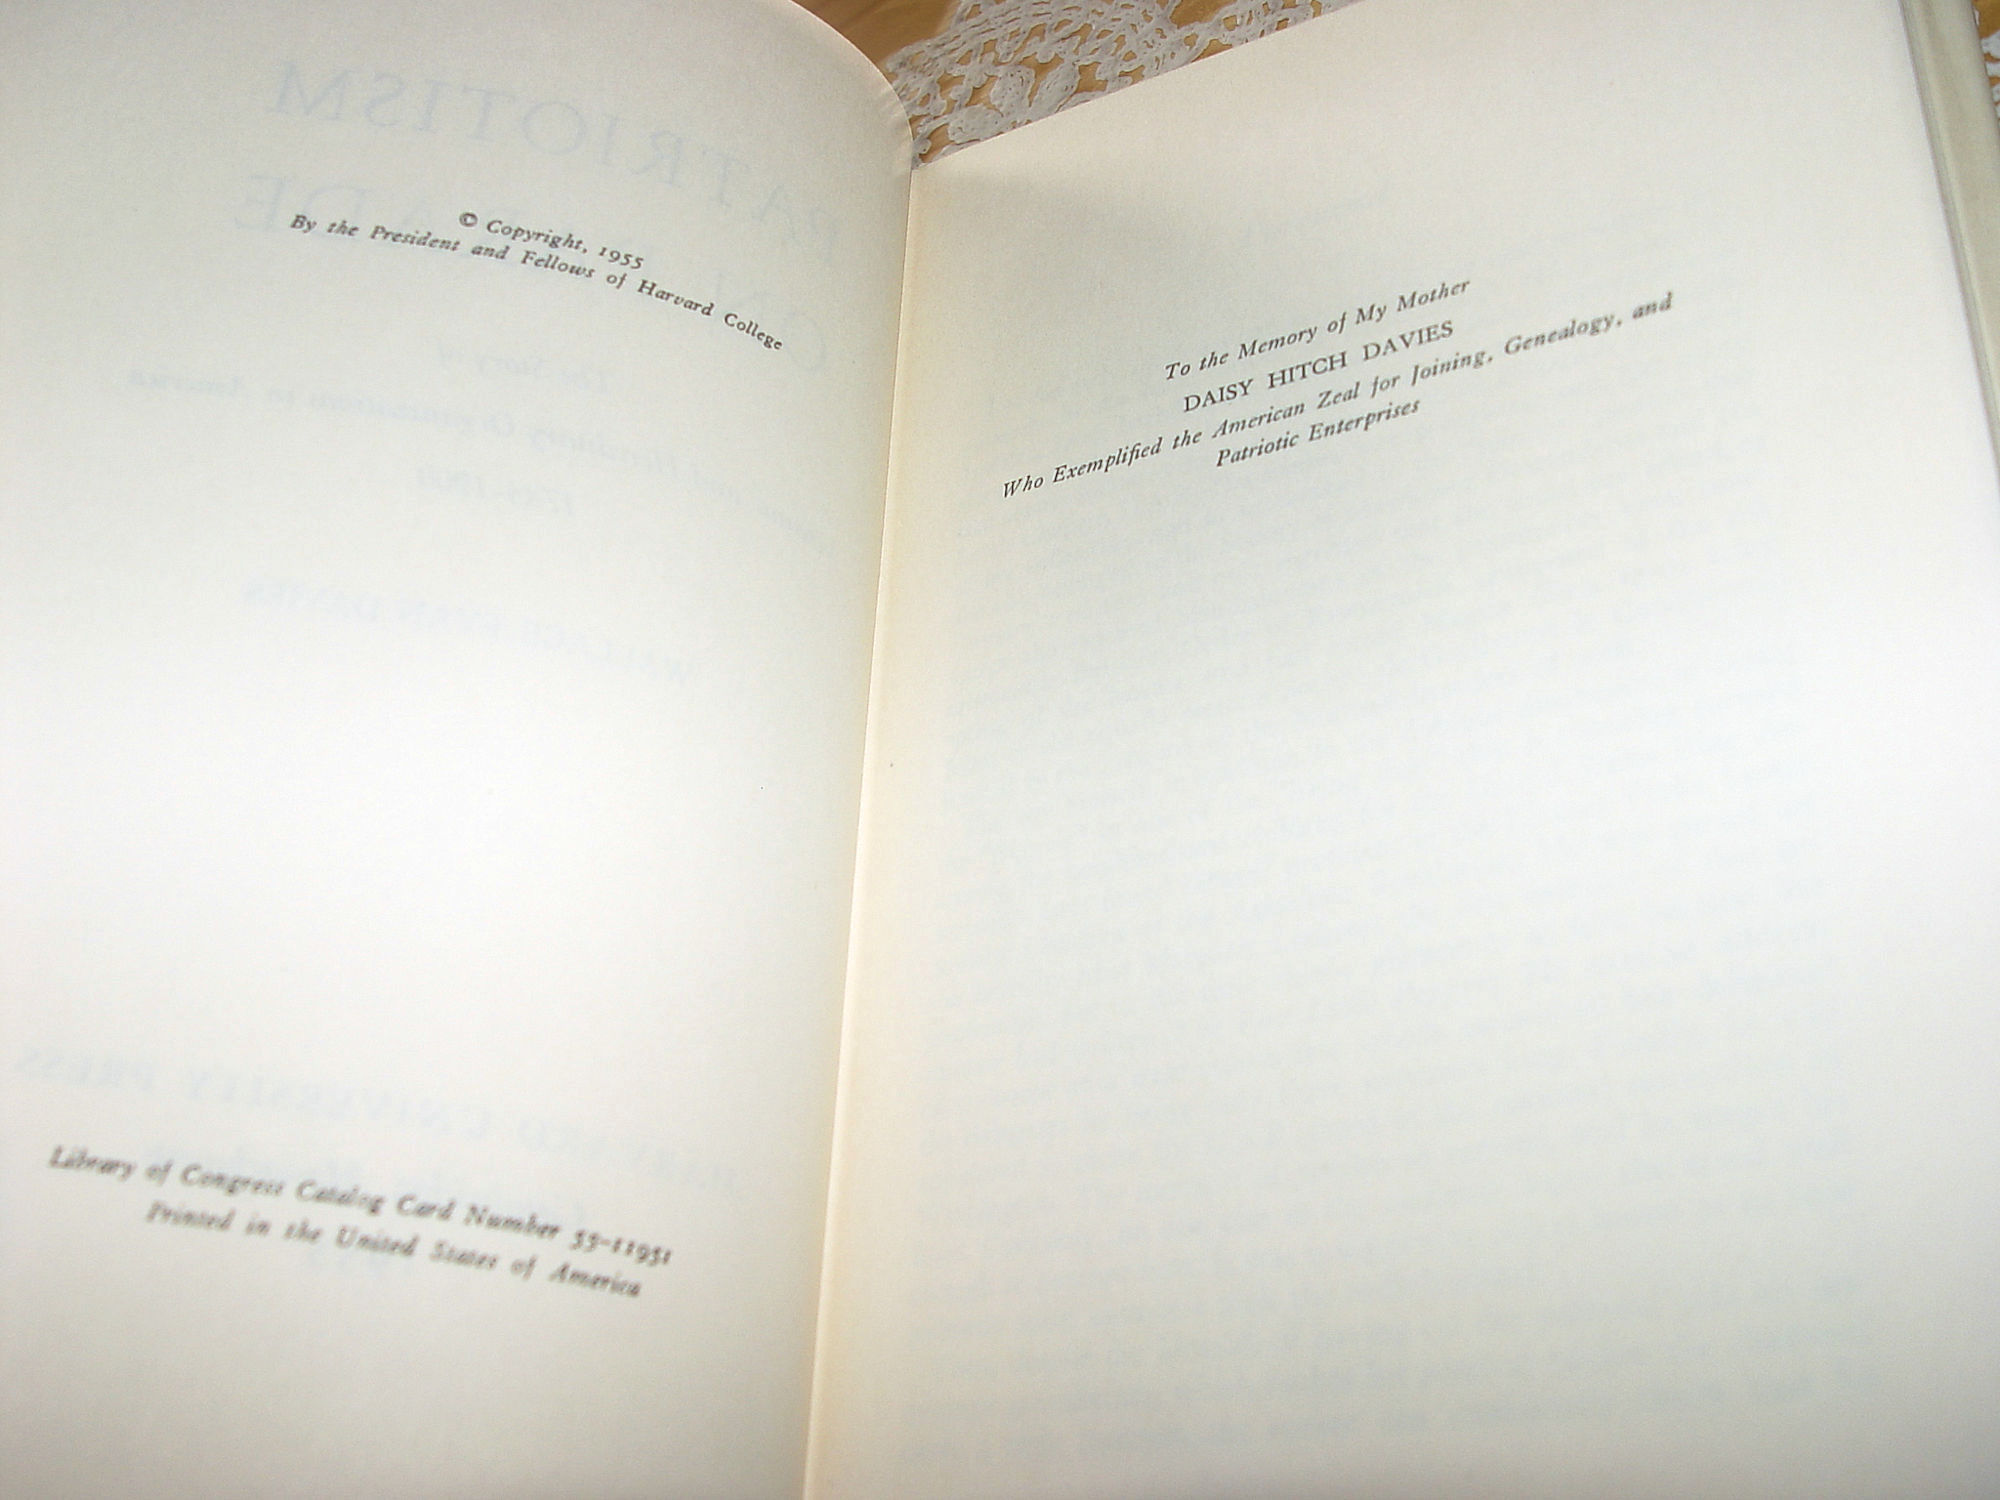 © Copyright, 1955
By the President and Fellows of Harvard College
Library of Congress Catalog Card Number 55-11951
Printed in the United States of America
To the Memory of My Mother
DAISY HITCH DAVIES
Who Exemplified the American Zeal for Joining, Genealogy, and
Patriotic Enterprises